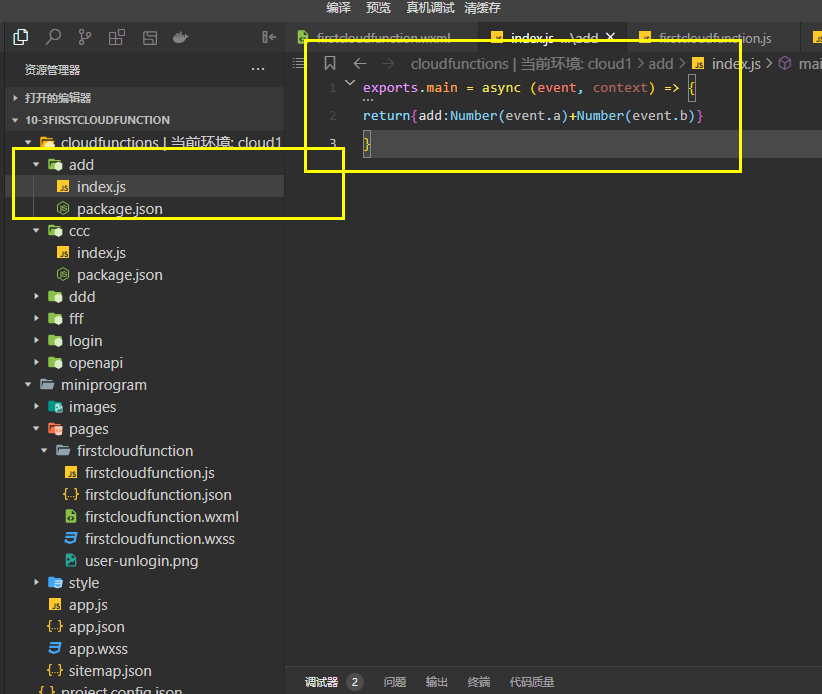 编译 预览 真机调试 清缓存
firstcloudfunction.wxml index.js ...\add firstcloudfunction.js
资源管理器 ...
cloudfunctions | 当前环境: cloud1 > add > index.js > mai
打开的编辑器
10-3FIRSTCLOUDFUNCTION
cloudfunctions | 当前环境: cloud1
add
index.js
package.json
ccc
index.js
package.json
ddd
fff
login
openapi
miniprogram
images
pages
firstcloudfunction
firstcloudfunction.js
firstcloudfunction.json
firstcloudfunction.wxml
firstcloudfunction.wxss
user-unlogin.png
style
app.js
app.json
app.wxss
sitemap.json
project.config.json
1 exports.main = async (event, context) => {
2 return{add:Number(event.a)+Number(event.b)}
3 }
调试器 2 问题 输出 终端 代码质量